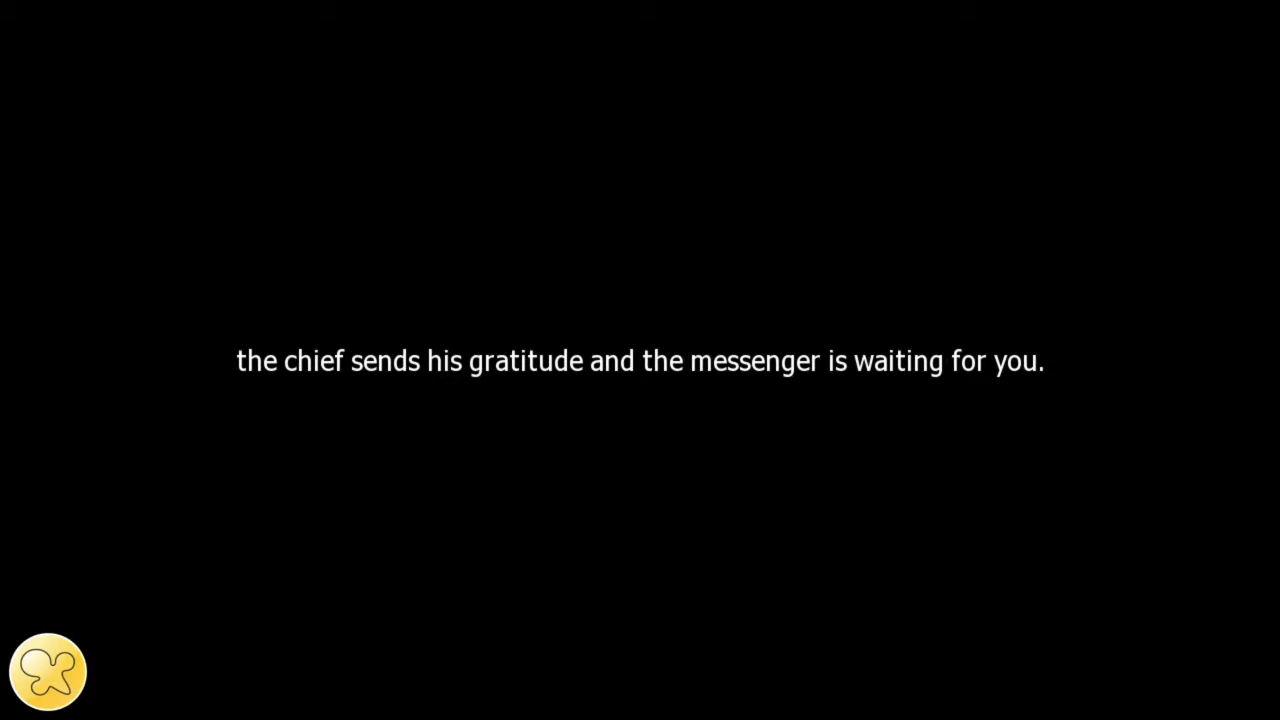 the chief sends his gratitude and the messenger is waiting for you.